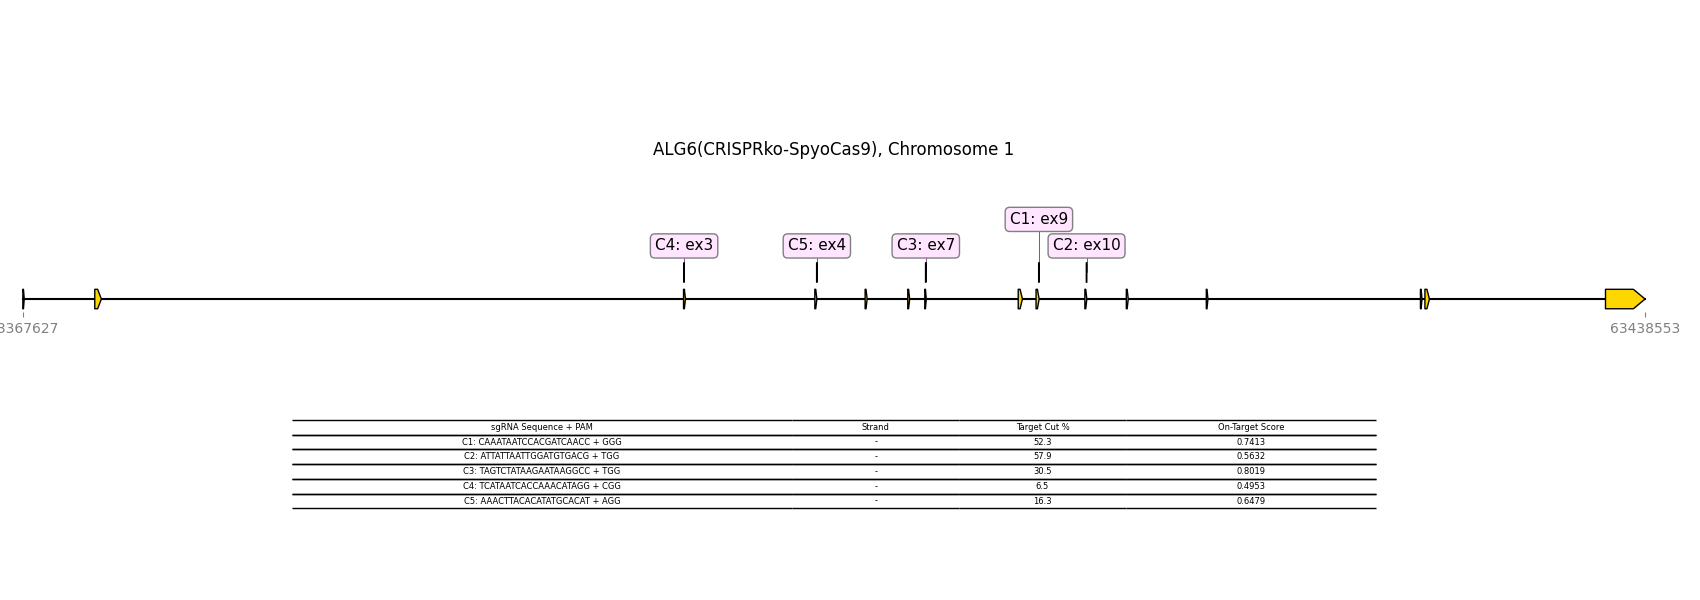 ALG6(CRISPRko-SpyoCas9), Chromosome 1
C1: ex9
C4: ex3 C5: ex4 C3: ex7 C2: ex10
3367627 63438553
sgRNA Sequence + PAM Strand Target Cut % On-Target Score
C1: CAAATAATCCACGATCAACC + GGG - 52.3 0.7413
C2: ATTATTAATTGGATGTGACG + TGG - 57.9 0.5632
C3: TAGTCTATAAGAATAAGGCC + TGG - 30.5 0.8019
C4: TCATAATCACCAAACATAGG + CGG - 6.5 0.4953
C5: AAACTTACACATATGCACAT + AGG - 16.3 0.6479